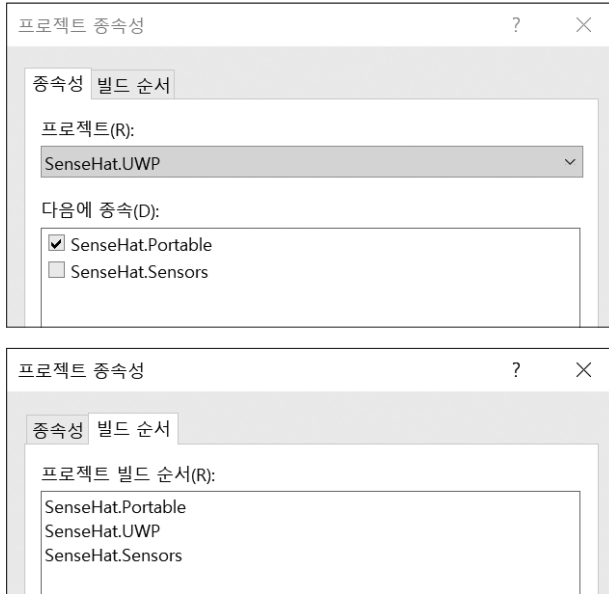 프로젝트 종속성 ?
종속성 빌드 순서
프로젝트(R):
SenseHat.UWP
다음에 종속(D):
SenseHat.Portable
SenseHat.Sensors
프로젝트 종속성 ?
종속성 빌드 순서
프로젝트 빌드 순서(R):
SenseHat.Portable
SenseHat.UWP
SenseHat.Sensors